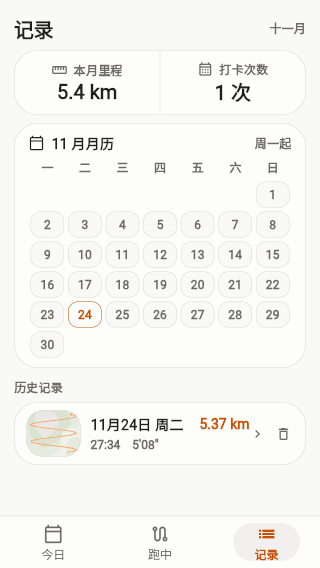 记录 十一月
本月里程 打卡次数
5.4 km 1 次
11 月月历 周一起
一 二 三 四 五 六 日
1
2 3 4 5 6 7 8
9 10 11 12 13 14 15
16 17 18 19 20 21 22
23 24 25 26 27 28 29
30
历史记录
11月24日 周二 5.37 km
27:34 5'08"
今日 跑中 记录